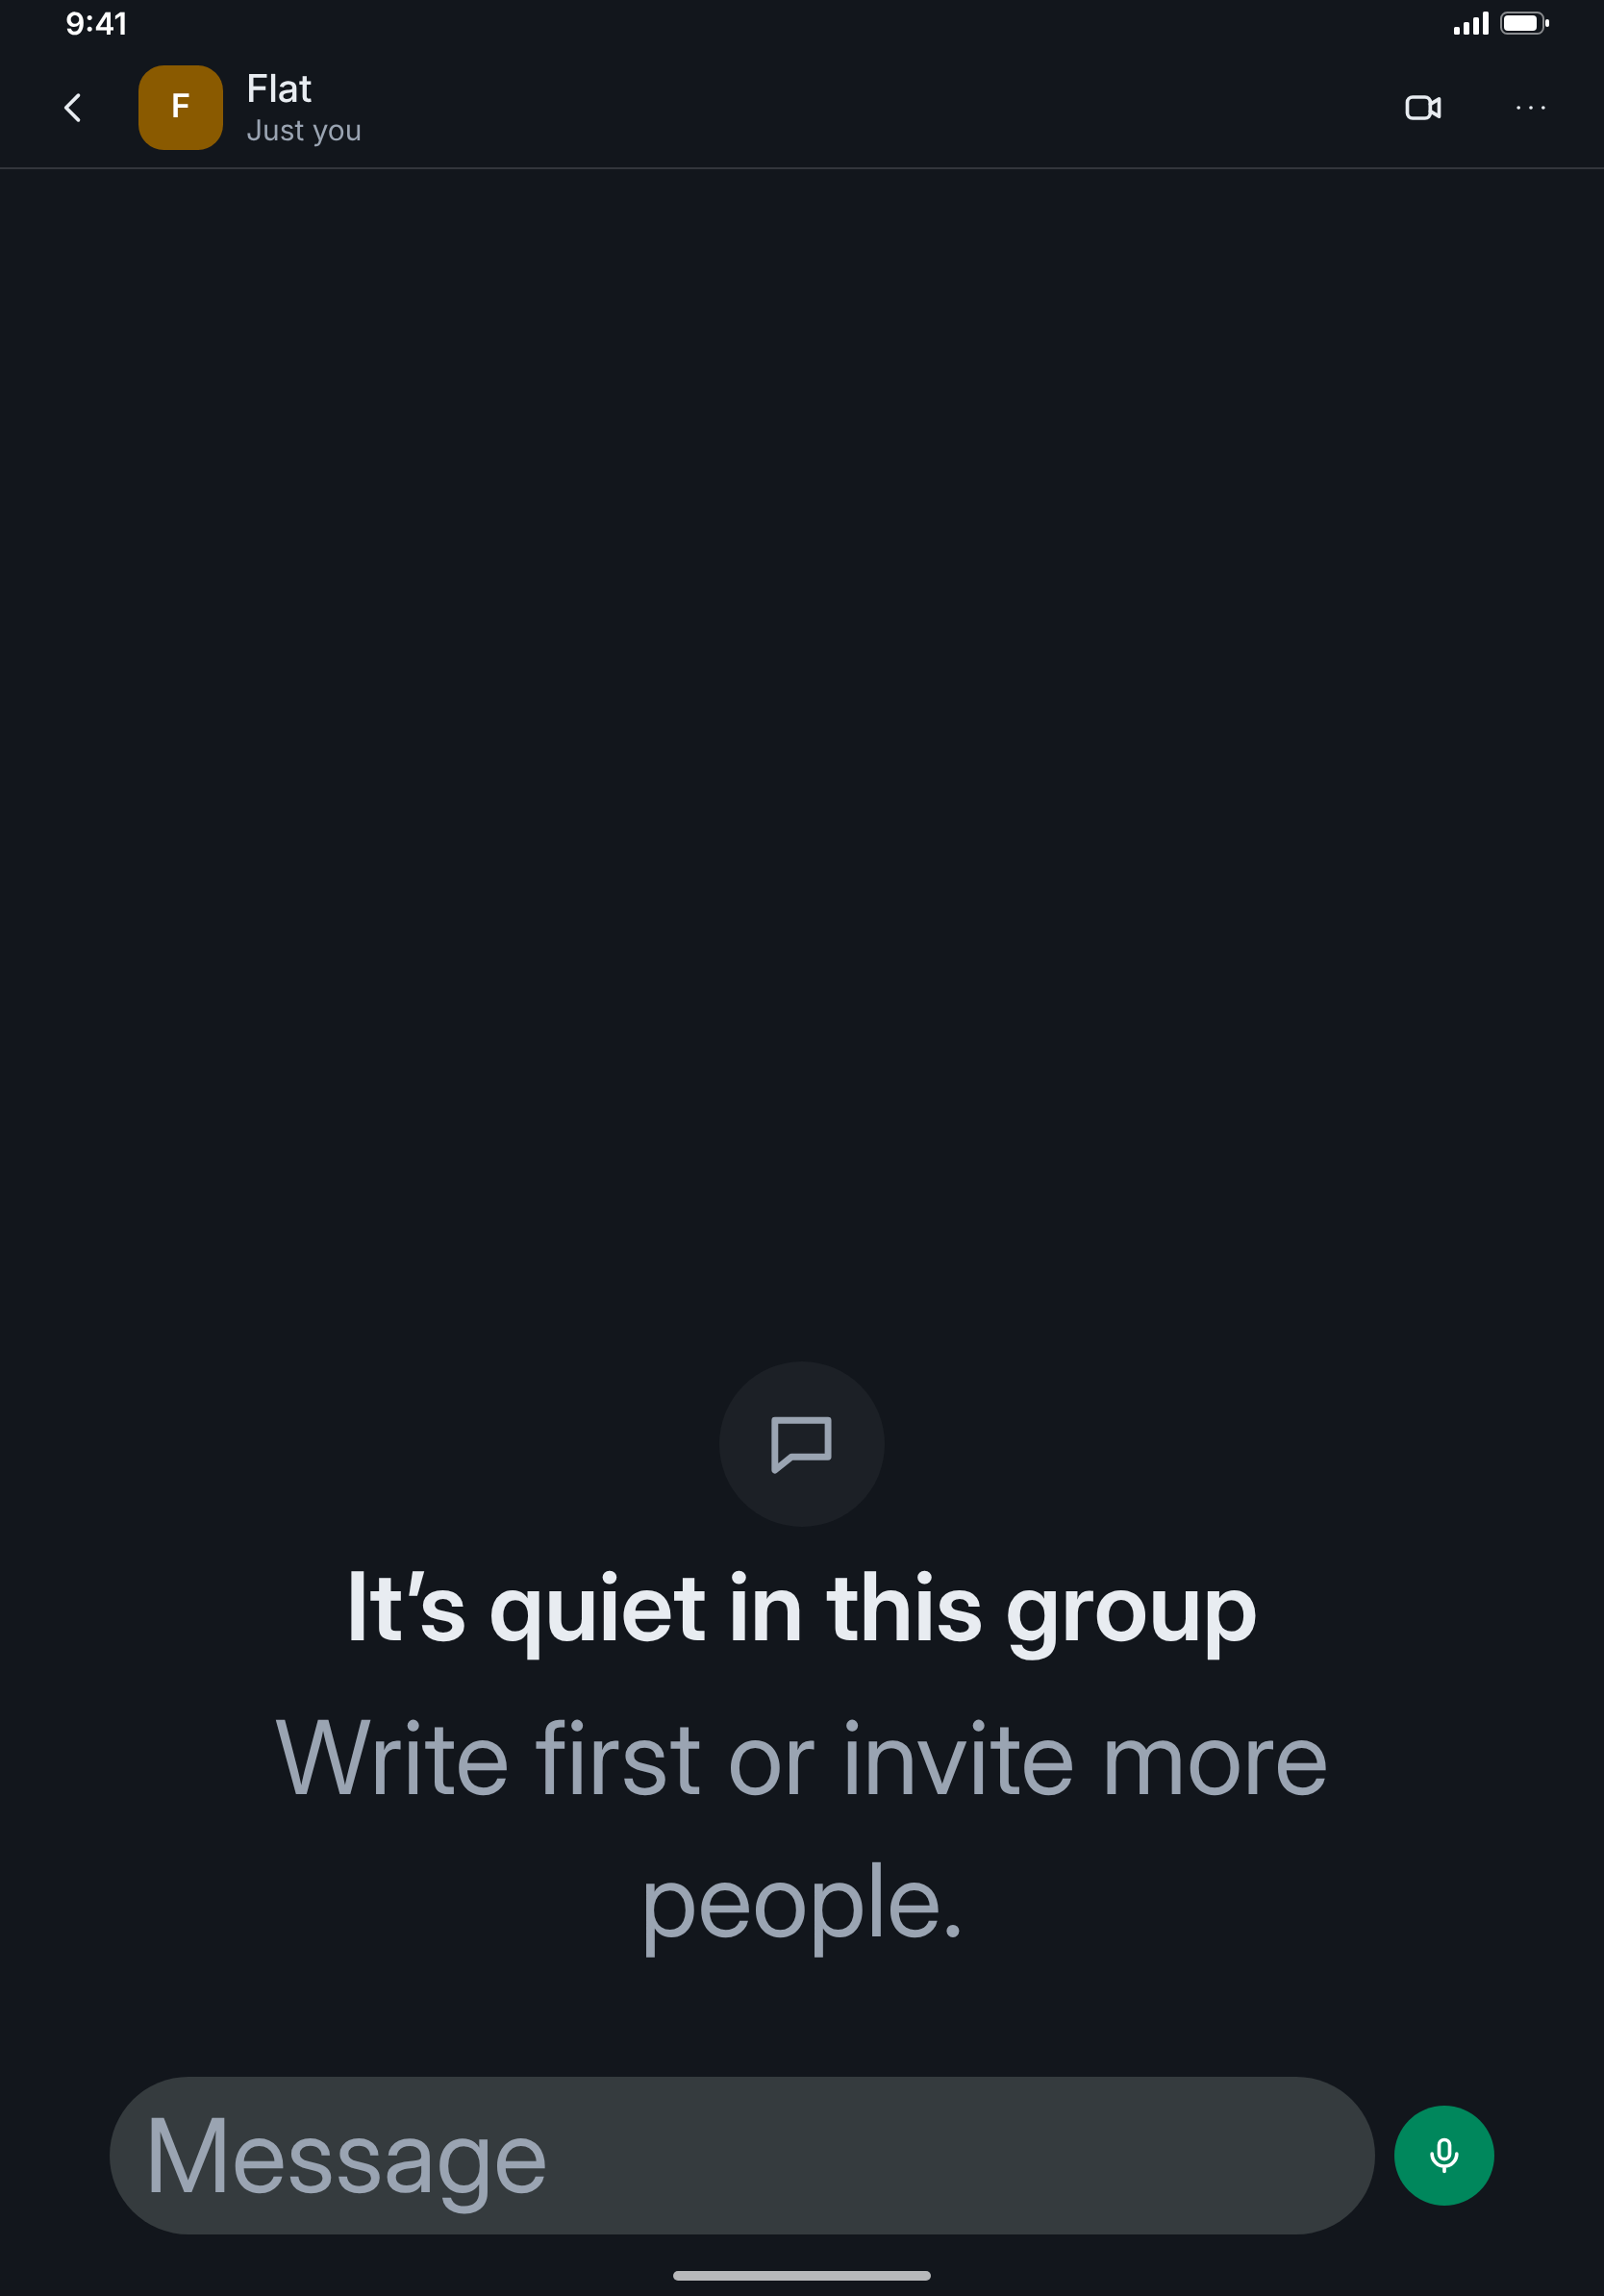 9:41
F
Flat
Just you
It’s quiet in this group
Write first or invite more
people.
Message